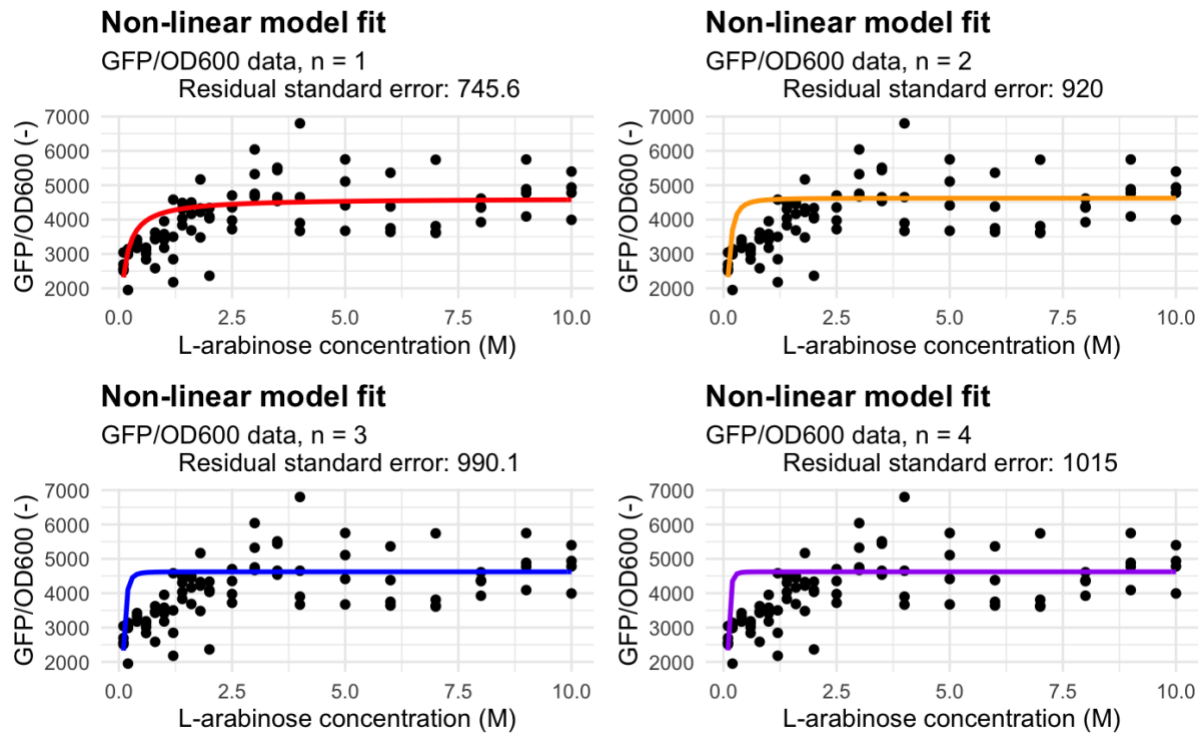 Non-linear model fit
GFP/OD600 data, n = 1
Residual standard error: 745.6
GFP/OD600 (-)
7000
6000
5000
4000
3000
2000
0.0 2.5 5.0 7.5 10.0
L-arabinose concentration (M)
Non-linear model fit
GFP/OD600 data, n = 2
Residual standard error: 920
GFP/OD600 (-)
7000
6000
5000
4000
3000
2000
0.0 2.5 5.0 7.5 10.0
L-arabinose concentration (M)
Non-linear model fit
GFP/OD600 data, n = 3
Residual standard error: 990.1
GFP/OD600 (-)
7000
6000
5000
4000
3000
2000
0.0 2.5 5.0 7.5 10.0
L-arabinose concentration (M)
Non-linear model fit
GFP/OD600 data, n = 4
Residual standard error: 1015
GFP/OD600 (-)
7000
6000
5000
4000
3000
2000
0.0 2.5 5.0 7.5 10.0
L-arabinose concentration (M)